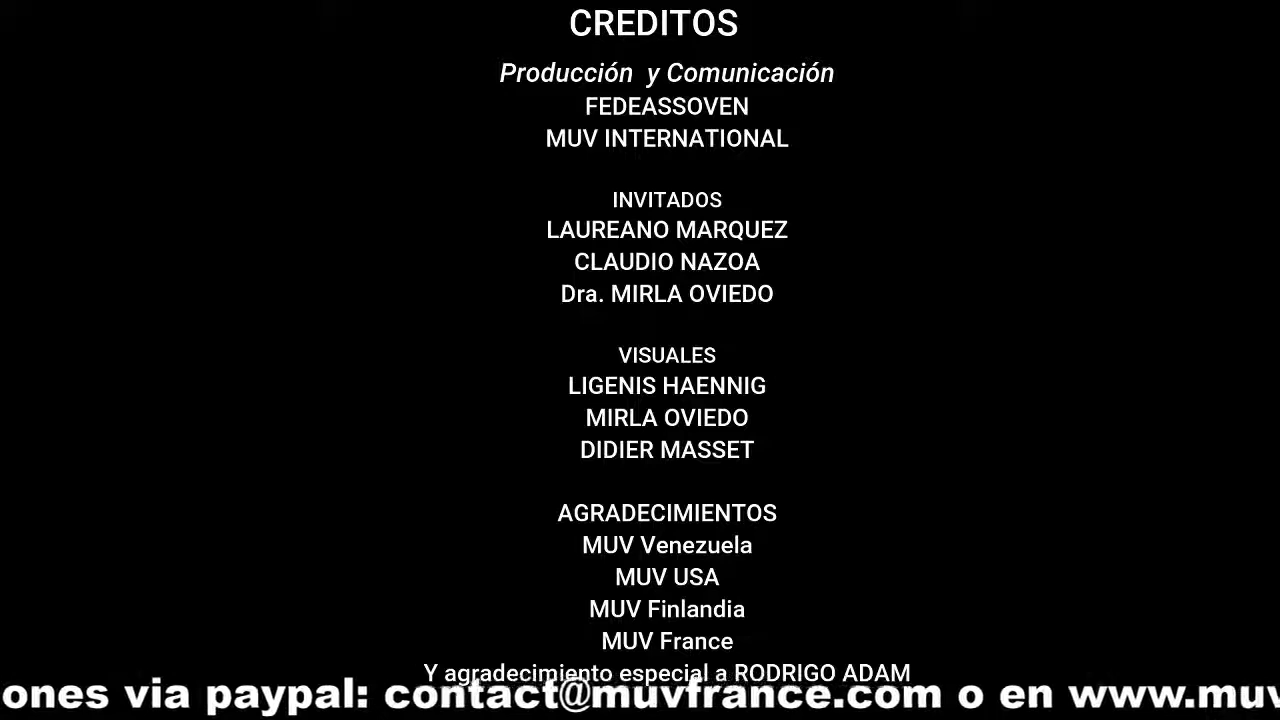 CREDITOS
Producción y Comunicación
FEDEASSOVEN
MUV INTERNATIONAL
INVITADOS
LAUREANO MARQUEZ
CLAUDIO NAZOA
Dra. MIRLA OVIEDO
VISUALES
LIGENIS HAENNIG
MIRLA OVIEDO
DIDIER MASSET
AGRADECIMIENTOS
MUV Venezuela
MUV USA
MUV Finlandia
MUV France
Y agradecimiento especial a RODRIGO ADAM
ones via paypal: contact@muvfrance.com o en www.muv